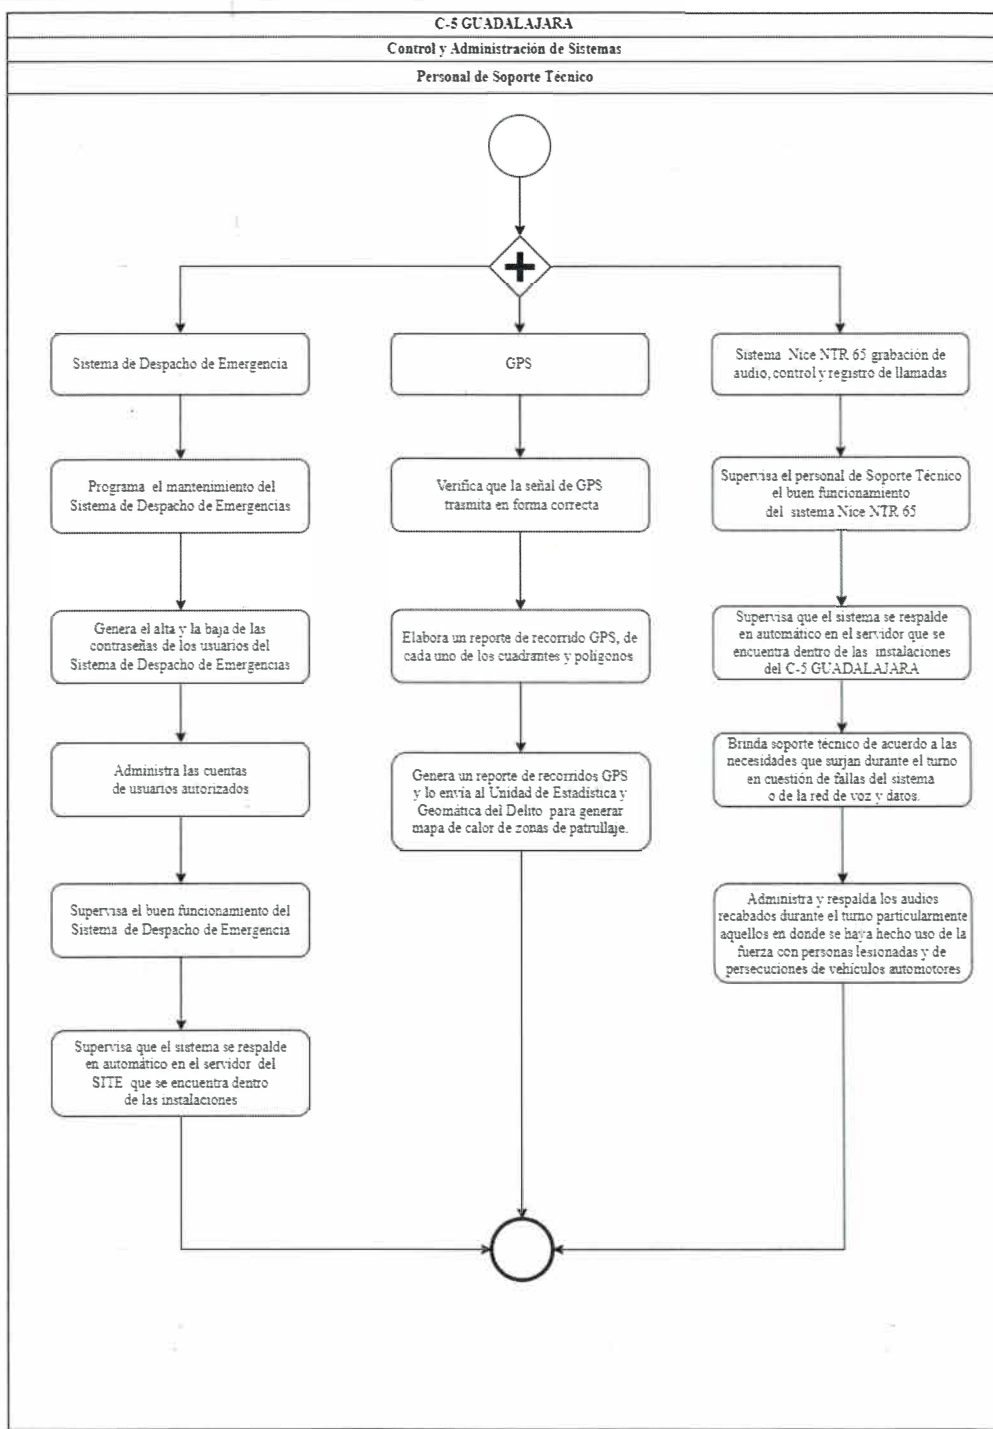 C-5 GUADALAJARA
Control y Administración de Sistemas
Personal de Soporte Técnico
Sistema de Despacho de Emergencia
Programa el mantenimiento del
Sistema de Despacho de Emergencias
Genera el alta y la baja de las
contraseñas de los usuarios del
Sistema de Despacho de Emergencias
Administra las cuentas
de usuarios autorizados
Supervisa el buen funcionamiento del
Sistema de Despacho de Emergencia
Supervisa que el sistema se respalde
en automático en el servidor del
SITE que se encuentra dentro
de las instalaciones
GPS
Verifica que la señal de GPS
trasmita en forma correcta
Elabora un reporte de recorrido GPS, de
cada uno de los cuadrantes y polígonos
Genera un reporte de recorridos GPS
y lo envía al Unidad de Estadística y
Geomática del Delito para generar
mapa de calor de zonas de patrullaje.
Sistema Nice NTR 65 grabación de
audio, control y registro de llamadas
Supervisa el personal de Soporte Técnico
el buen funcionamiento
del sistema Nice NTR 65
Supervisa que el sistema se respalde
en automático en el servidor que se
encuentra dentro de las instalaciones
del C-5 GUADALAJARA
Brinda soporte técnico de acuerdo a las
necesidades que surjan durante el turno
en cuestión de fallas del sistema
o de la red de voz y datos.
Administra y respalda los audios
recabados durante el turno particularmente
aquellos en donde se haya hecho uso de la
fuerza con personas lesionadas y de
persecuciones de vehículos automotores